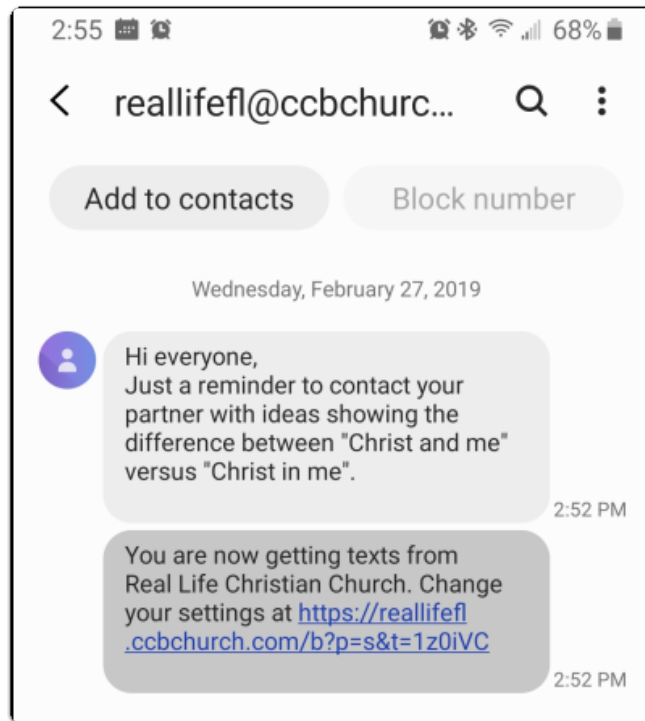 2:55 68%
reallifefl@ccbchurc...
Add to contacts Block number
Wednesday, February 27, 2019
Hi everyone,
Just a reminder to contact your
partner with ideas showing the
difference between "Christ and me"
versus "Christ in me".
2:52 PM
You are now getting texts from
Real Life Christian Church. Change
your settings at https://reallifefl
.ccbchurch.com/b?p=s&t=1z0iVC
2:52 PM